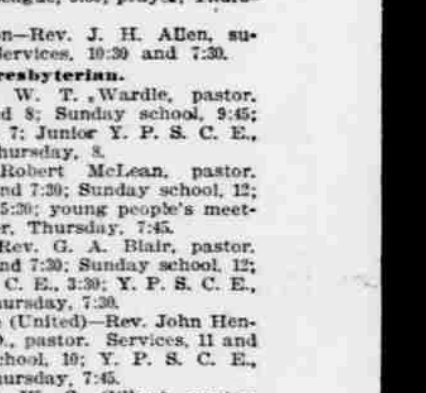 on—Rev. J. H. Allen, su-
Services, 10:30 and 7:30.
resbyterian.
W. T. Wardle, pastor.
d 8; Sunday school, 9:45;
7; Junior Y. P. S. C. E.,
hursday, 8.
Robert McLean, pastor.
nd 7:30; Sunday school, 12;
5:30; young people's meet-
r, Thursday, 7:45.
Rev. G. A. Blair, pastor.
nd 7:30; Sunday school, 12;
C. E., 3:30; Y. P. S. C. E.,
ursday, 7:30.
(United)—Rev. John Hen-
., pastor. Services, 11 and
chool, 10; Y. P. S. C. E.,
ursday, 7:45.